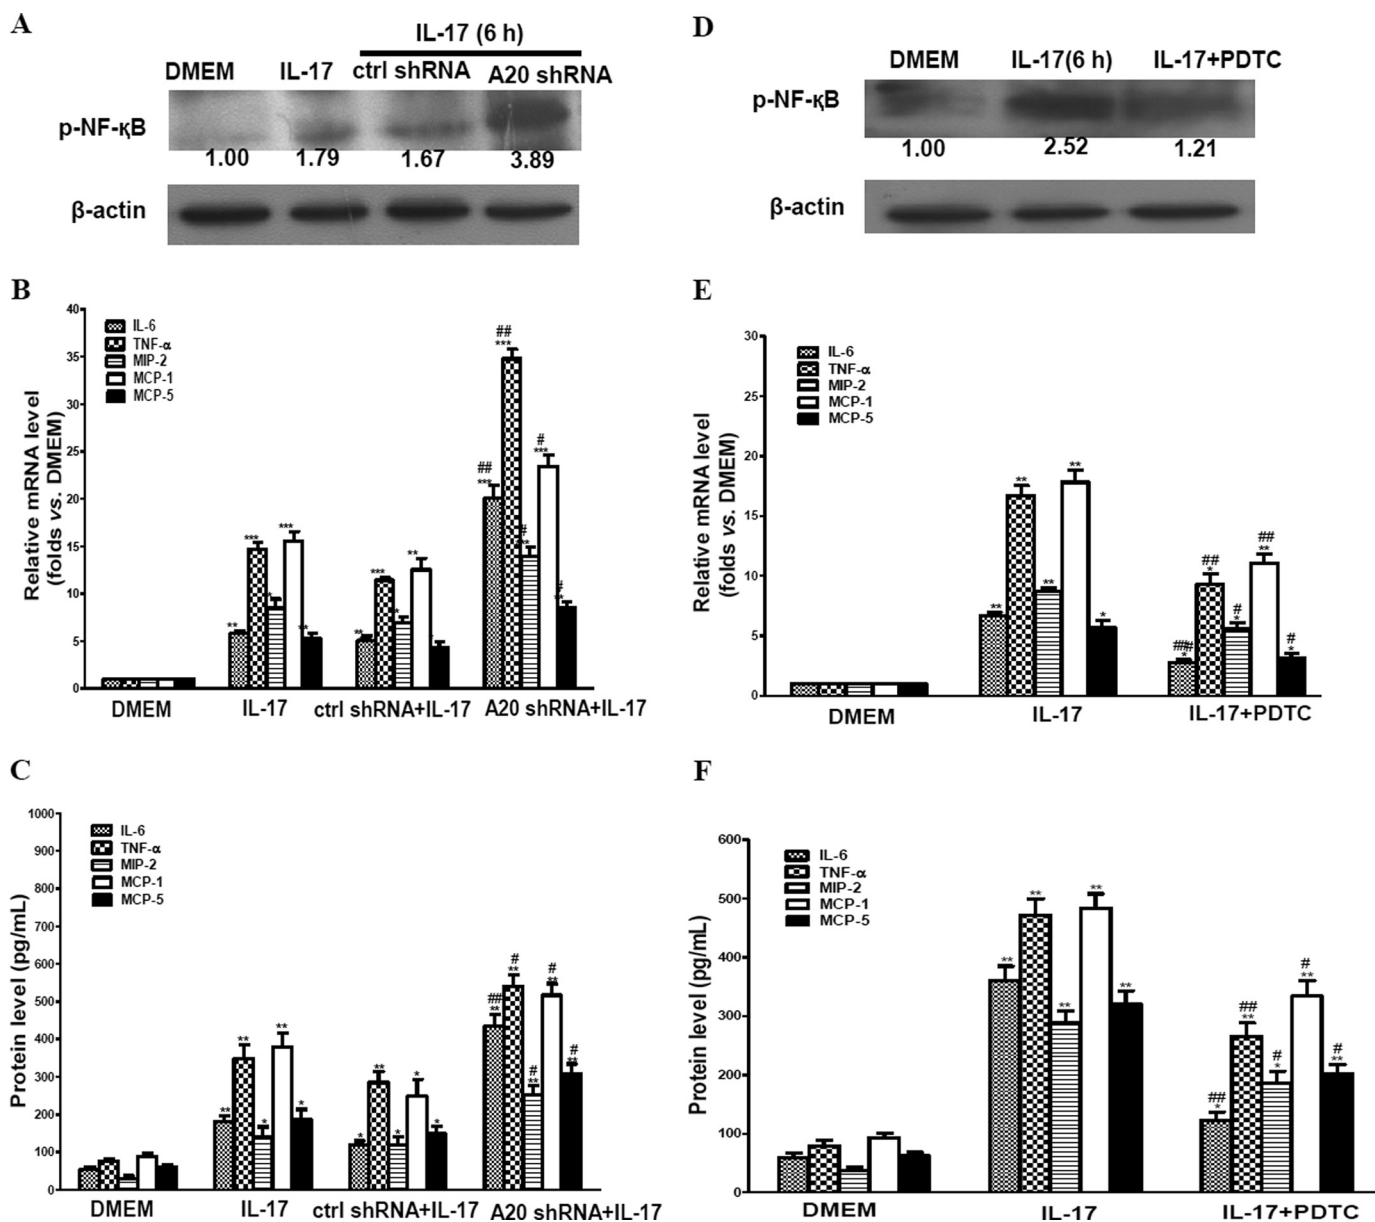 A
IL-17 (6 h)
DMEM IL-17 ctrl shRNA A20 shRNA
p-NF-κB
1.00 1.79 1.67 3.89
β-actin
B
Relative mRNA level
(folds vs. DMEM)
40
35
30
25
20
15
10
5
0
IL-6
TNF-α
MIP-2
MCP-1
MCP-5
** *** * *** **
** *** * **
## *** ## *** # ** # *** # **
DMEM IL-17 ctrl shRNA+IL-17 A20 shRNA+IL-17
C
Protein level (pg/mL)
1000
900
800
700
600
500
400
300
200
100
0
IL-6
TNF-α
MIP-2
MCP-1
MCP-5
** ** * ** *
* ** * * *
## ** # ** # ** # ** # **
DMEM IL-17 ctrl shRNA+IL-17 A20 shRNA+IL-17
D
DMEM IL-17(6 h) IL-17+PDTC
p-NF-κB
1.00 2.52 1.21
β-actin
E
Relative mRNA level
(folds vs. DMEM)
30
25
20
15
10
5
0
IL-6
TNF-α
MIP-2
MCP-1
MCP-5
** ** ** ** *
### * ## * # * ## ** # *
DMEM IL-17 IL-17+PDTC
F
Protein level (pg/mL)
600
500
400
300
200
100
0
IL-6
TNF-α
MIP-2
MCP-1
MCP-5
** ** ** ** **
## * ## ** # * # ** # **
DMEM IL-17 IL-17+PDTC